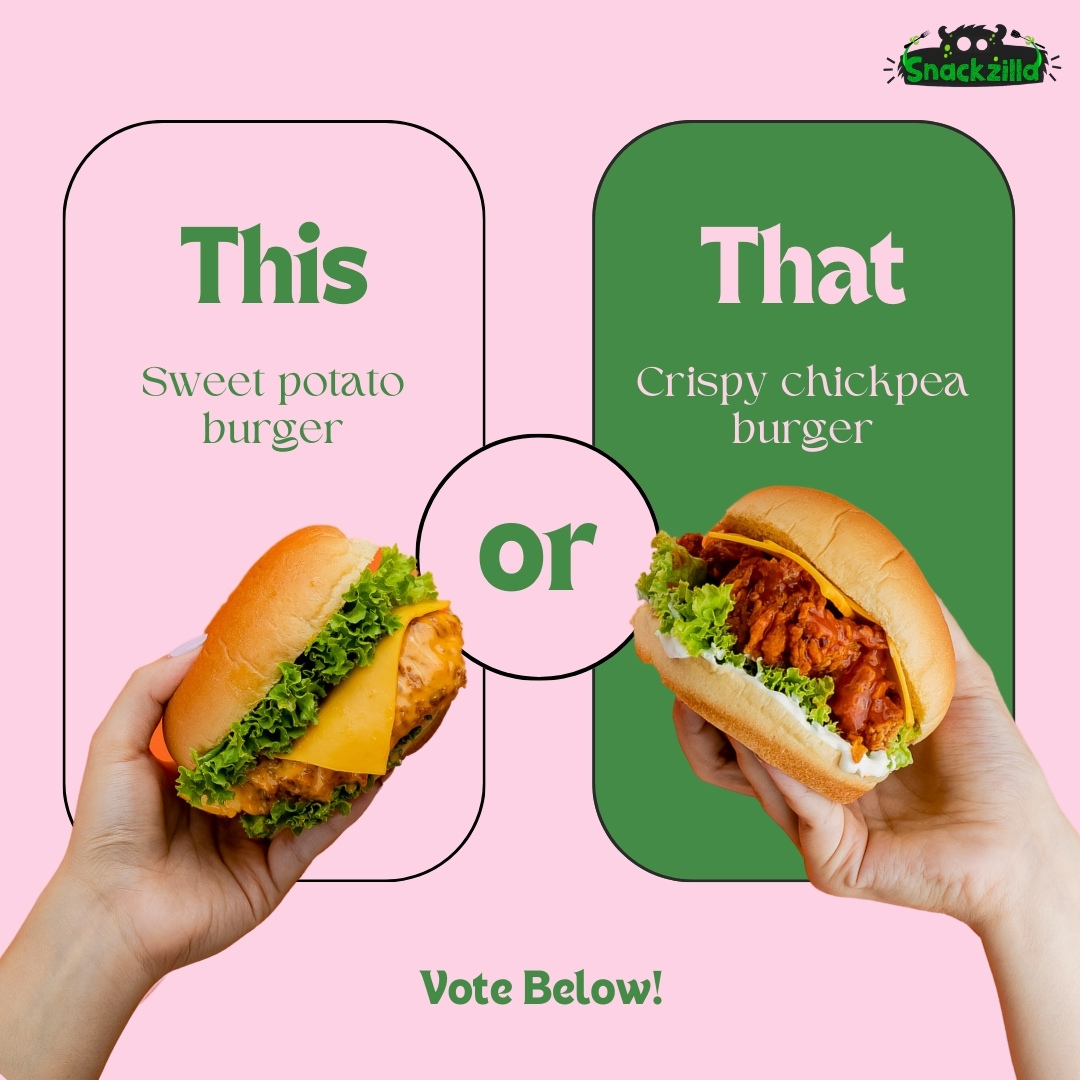 Snackzilla
This
Sweet potato
burger
or
That
Crispy chickpea
burger
Vote Below!